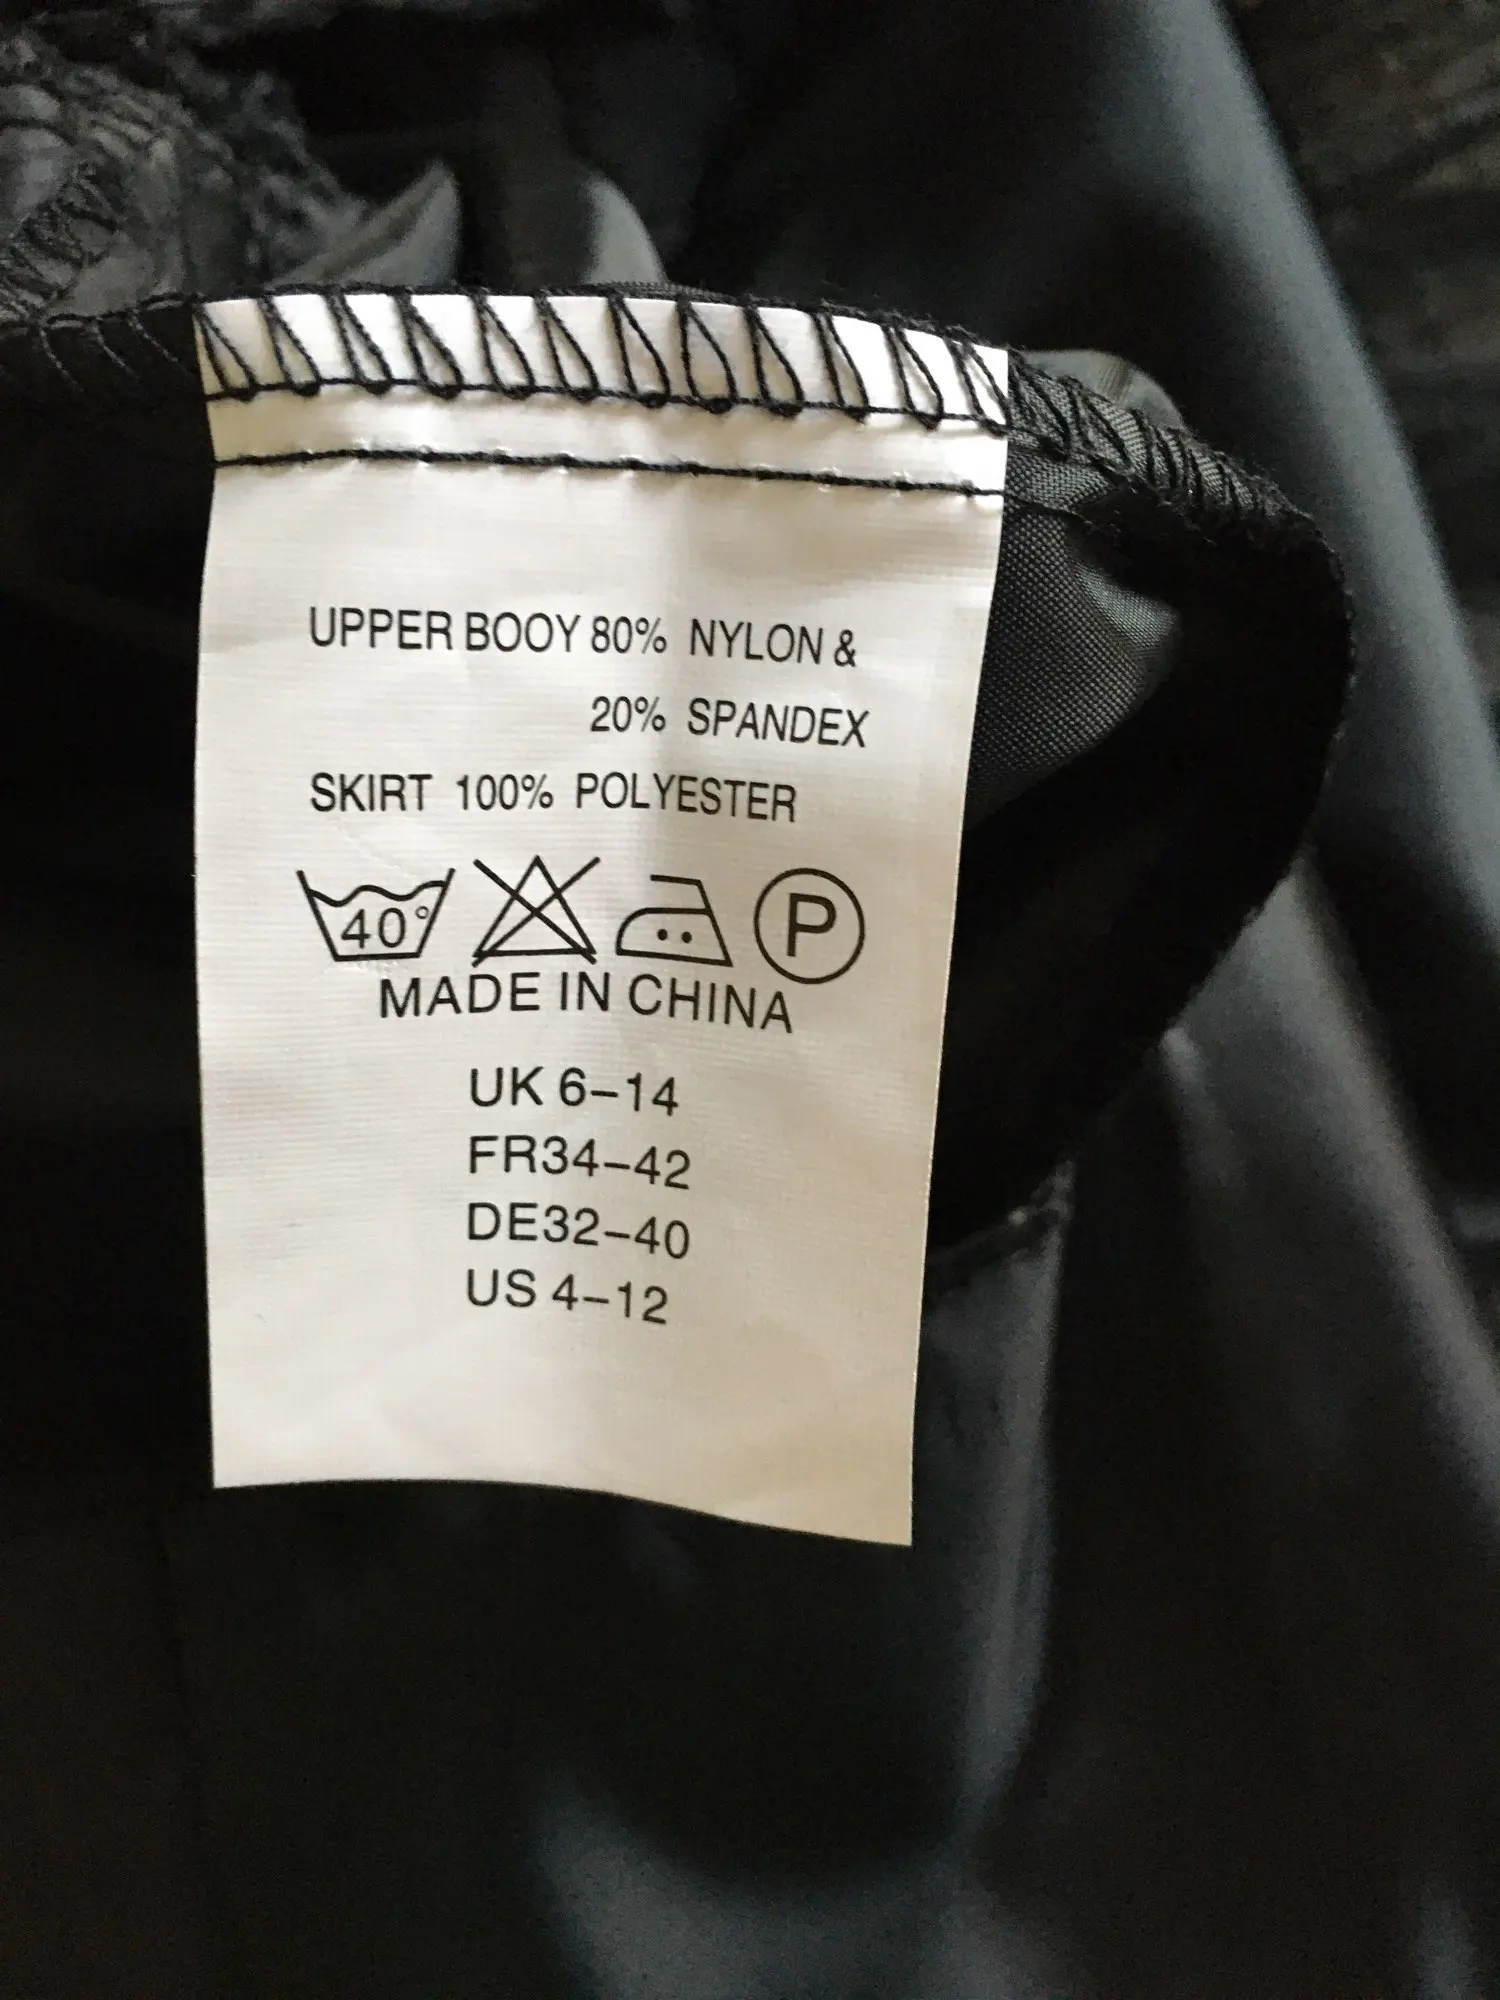 UPPER BOOY 80% NYLON &
20% SPANDEX
SKIRT 100% POLYESTER
40° P
MADE IN CHINA
UK 6–14
FR34–42
DE32–40
US 4–12